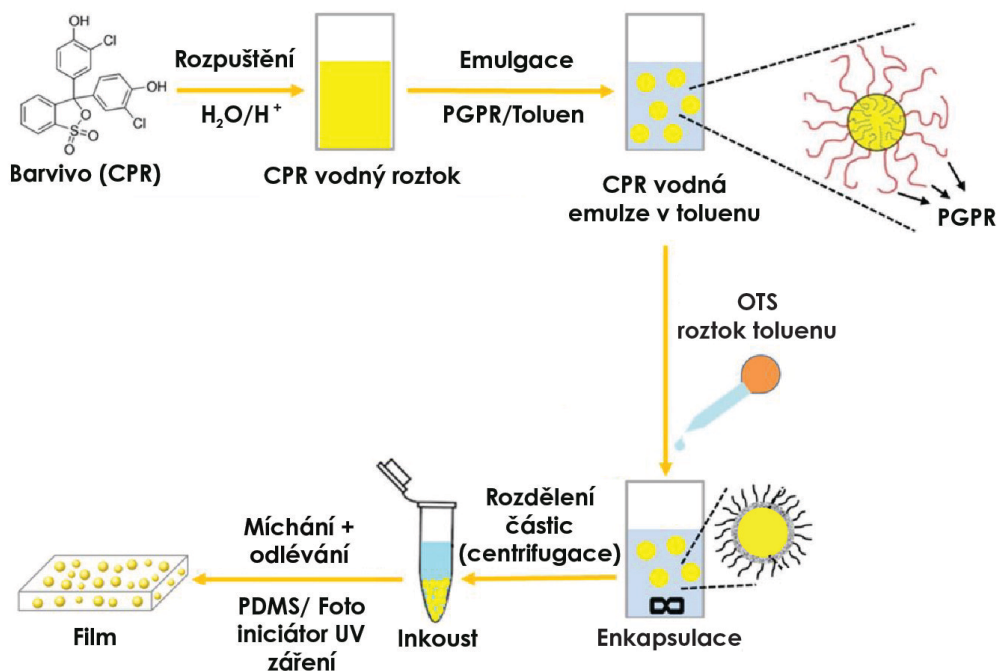 OH
Cl
OH
Cl
O
S
O
O
Barvivo (CPR)
Rozpuštění
H₂O/H⁺
CPR vodný roztok
Emulgace
PGPR/Toluen
CPR vodná
emulze v toluenu
PGPR
OTS
roztok toluenu
Enkapsulace
Rozdělení
částic
(centrifugace)
Inkoust
Míchání +
odlévání
PDMS/ Foto
iniciátor UV
záření
Film